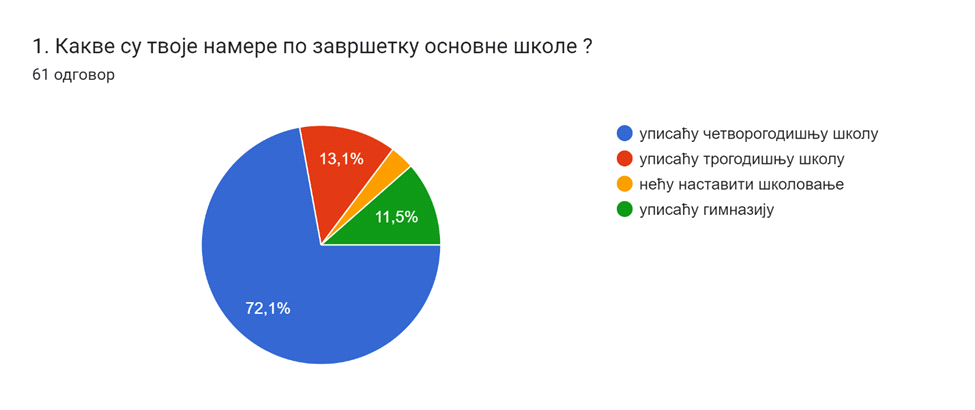 1. Какве су твоје намере по завршетку основне школе ?
61 одговор
13,1%
11,5%
72,1%
уписаћу четворогодишњу школу
уписаћу трогодишњу школу
нећу наставити школовање
уписаћу гимназију